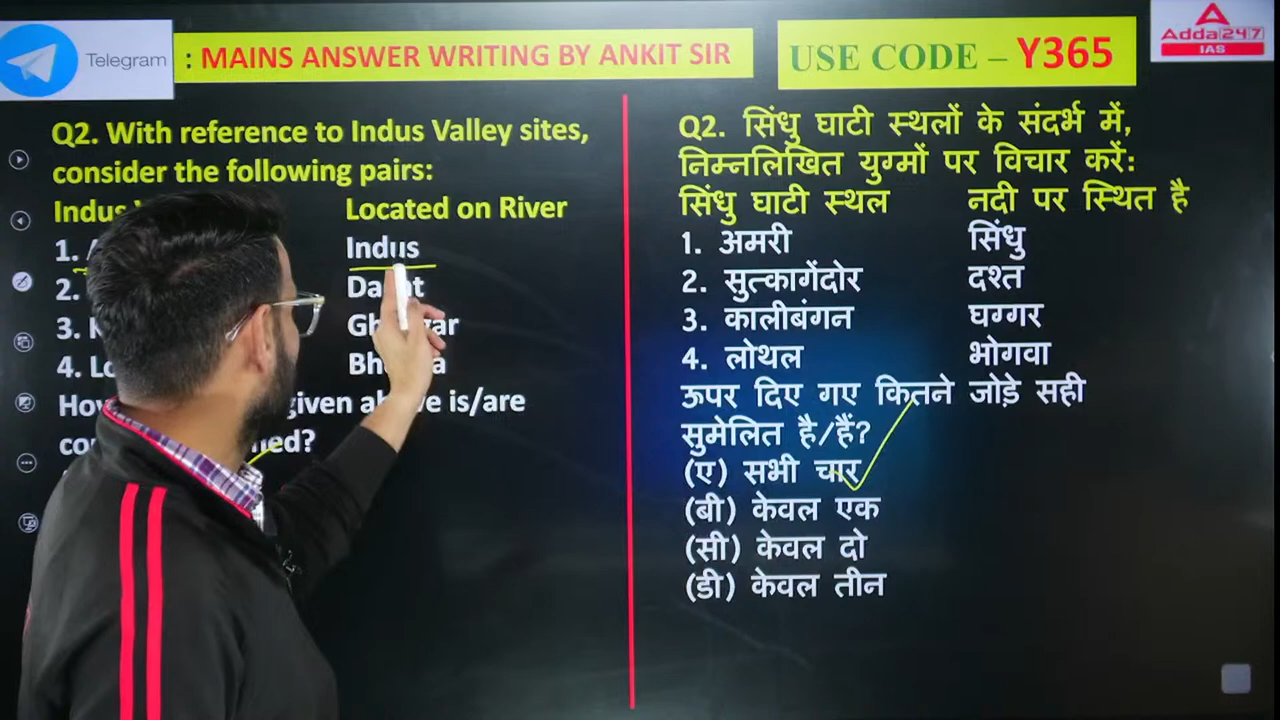 Telegram
: MAINS ANSWER WRITING BY ANKIT SIR
USE CODE – Y365
Adda247
IAS
Q2. With reference to Indus Valley sites,
consider the following pairs:
Indus
Located on River
1.
Indus
2.
3.
4.
given
is/are
Q2. सिंधु घाटी स्थलों के संदर्भ में,
निम्नलिखित युग्मों पर विचार करें:
सिंधु घाटी स्थल नदी पर स्थित है
1. अमरी सिंधु
2. सुत्कागेंदोर दश्त
3. कालीबंगन घग्गर
4. लोथल भोगवा
ऊपर दिए गए कितने जोड़े सही
सुमेलित है/हैं?
(ए) सभी चार
(बी) केवल एक
(सी) केवल दो
(डी) केवल तीन